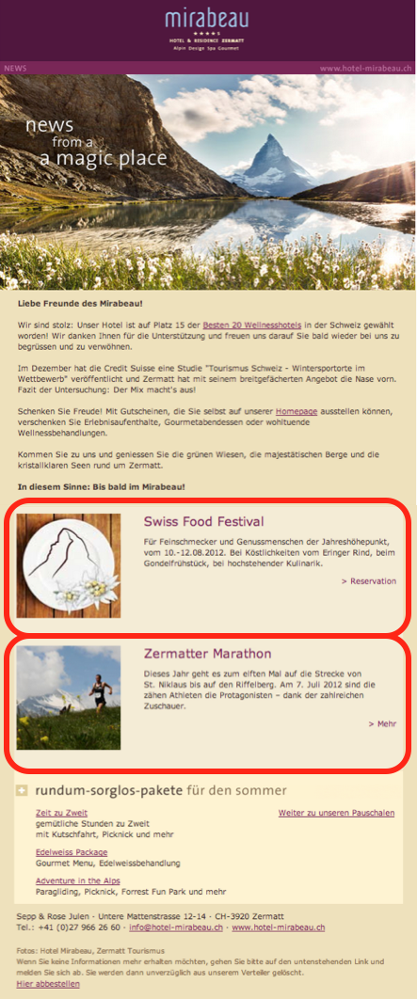 mirabeau
★★★★S
HOTEL & RESIDENCE ZERMATT
Alpin Design Spa Gourmet
NEWS
www.hotel-mirabeau.ch
news
from a
a magic place
Liebe Freunde des Mirabeau!
Wir sind stolz: Unser Hotel ist auf Platz 15 der Besten 20 Wellnesshotels in der Schweiz gewählt
worden! Wir danken Ihnen für die Unterstützung und freuen uns darauf Sie bald wieder bei uns zu
begrüssen und zu verwöhnen.
Im Dezember hat die Credit Suisse eine Studie "Tourismus Schweiz - Wintersportorte im
Wettbewerb" veröffentlicht und Zermatt hat mit seinem breitgefächerten Angebot die Nase vorn.
Fazit der Untersuchung: Der Mix macht's aus!
Schenken Sie Freude! Mit Gutscheinen, die Sie selbst auf unserer Homepage ausstellen können,
verschenken Sie Erlebnisaufenthalte, Gourmetabendessen oder wohltuende
Wellnessbehandlungen.
Kommen Sie zu uns und geniessen Sie die grünen Wiesen, die majestätischen Berge und die
kristallklaren Seen rund um Zermatt.
In diesem Sinne: Bis bald im Mirabeau!
Swiss Food Festival
Für Feinschmecker und Genussmenschen der Jahreshöhepunkt,
vom 10.-12.08.2012. Bei Köstlichkeiten vom Eringer Rind, beim
Gondelfrühstück, bei hochstehender Kulinarik.
> Reservation
Zermatter Marathon
Dieses Jahr geht es zum elften Mal auf die Strecke von
St. Niklaus bis auf den Riffelberg. Am 7. Juli 2012 sind die
zähen Athleten die Protagonisten – dank der zahlreichen
Zuschauer.
> Mehr
rundum-sorglos-pakete für den sommer
Zeit zu Zweit
gemütliche Stunden zu Zweit
mit Kutschfahrt, Picknick und mehr
Weiter zu unseren Pauschalen
Edelweiss Package
Gourmet Menu, Edelweissbehandlung
Adventure in the Alps
Paragliding, Picknick, Forrest Fun Park und mehr
Sepp & Rose Julen · Untere Mattenstrasse 12-14 · CH-3920 Zermatt
Tel.: +41 (0)27 966 26 60 · info@hotel-mirabeau.ch · www.hotel-mirabeau.ch
Fotos: Hotel Mirabeau, Zermatt Tourismus
Wenn Sie keine Informationen mehr erhalten möchten, gehen Sie bitte auf den untenstehenden Link und
melden Sie sich ab. Sie werden dann unverzüglich aus unserem Verteiler gelöscht.
Hier abbestellen